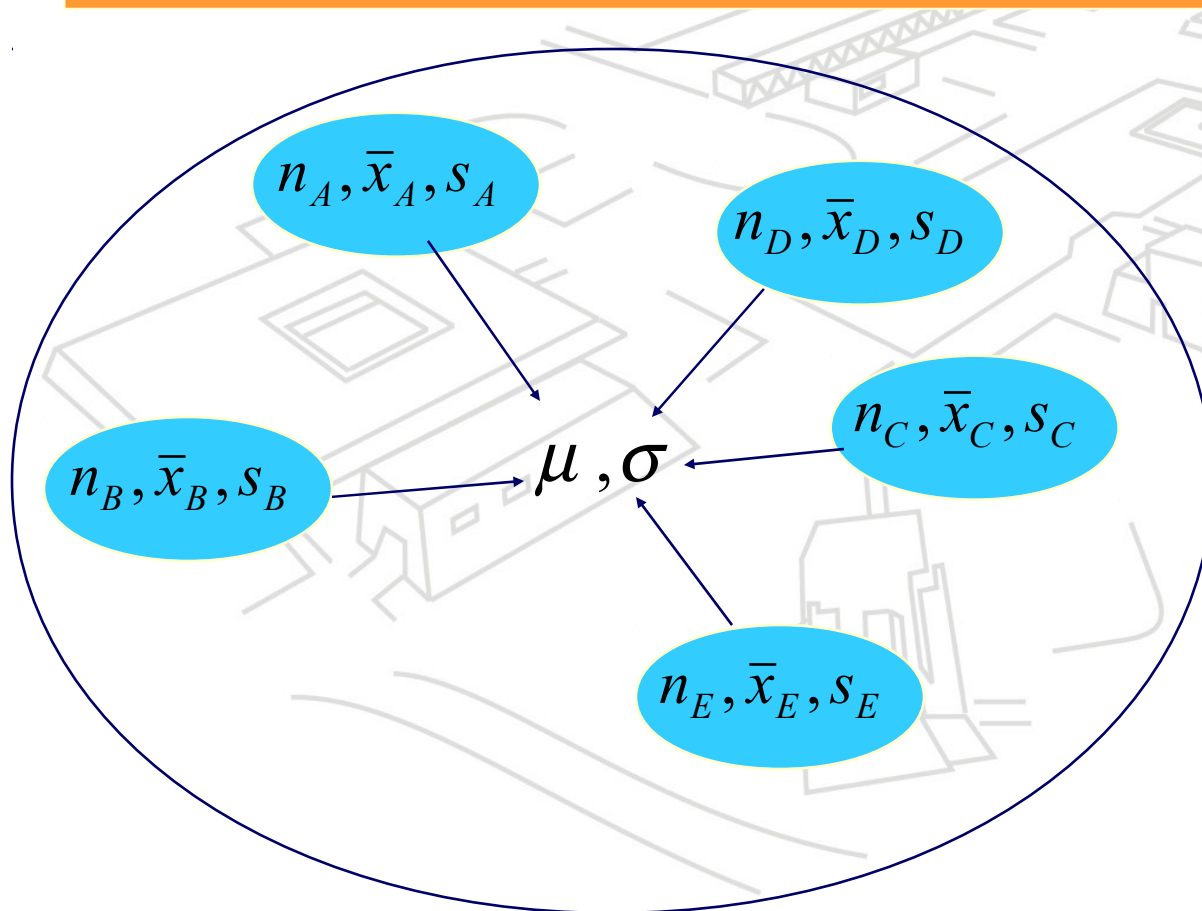 n_A, x̄_A, s_A
n_D, x̄_D, s_D
n_C, x̄_C, s_C
μ, σ
n_B, x̄_B, s_B
n_E, x̄_E, s_E